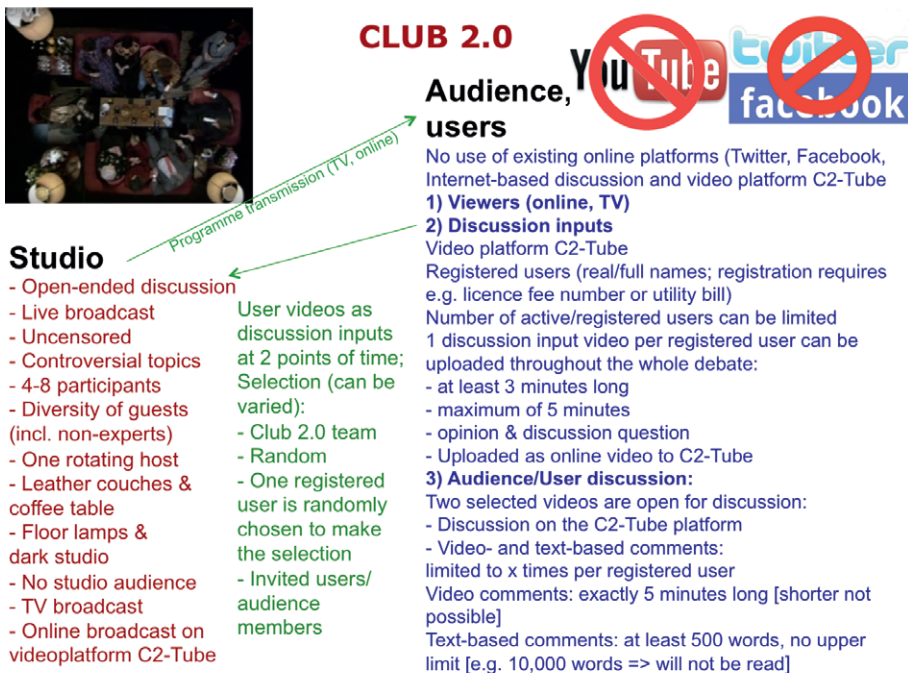 CLUB 2.0
YouTube
twitter
facebook
Audience,
users
No use of existing online platforms (Twitter, Facebook,
Internet-based discussion and video platform C2-Tube
1) Viewers (online, TV)
2) Discussion inputs
Video platform C2-Tube
Registered users (real/full names; registration requires
e.g. licence fee number or utility bill)
Number of active/registered users can be limited
1 discussion input video per registered user can be
uploaded throughout the whole debate:
- at least 3 minutes long
- maximum of 5 minutes
- opinion & discussion question
- Uploaded as online video to C2-Tube
3) Audience/User discussion:
Two selected videos are open for discussion:
- Discussion on the C2-Tube platform
- Video- and text-based comments:
limited to x times per registered user
Video comments: exactly 5 minutes long [shorter not
possible]
Text-based comments: at least 500 words, no upper
limit [e.g. 10,000 words => will not be read]
Programme transmission (TV, online)
Studio
- Open-ended discussion
- Live broadcast
- Uncensored
- Controversial topics
- 4-8 participants
- Diversity of guests
(incl. non-experts)
- One rotating host
- Leather couches &
coffee table
- Floor lamps &
dark studio
- No studio audience
- TV broadcast
- Online broadcast on
videoplatform C2-Tube
User videos as
discussion inputs
at 2 points of time;
Selection (can be
varied):
- Club 2.0 team
- Random
- One registered
user is randomly
chosen to make
the selection
- Invited users/
audience
members